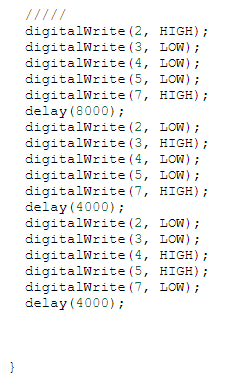 /////
digitalWrite(2, HIGH);
digitalWrite(3, LOW);
digitalWrite(4, LOW);
digitalWrite(5, LOW);
digitalWrite(7, HIGH);
delay(8000);
digitalWrite(2, LOW);
digitalWrite(3, HIGH);
digitalWrite(4, LOW);
digitalWrite(5, LOW);
digitalWrite(7, HIGH);
delay(4000);
digitalWrite(2, LOW);
digitalWrite(3, LOW);
digitalWrite(4, HIGH);
digitalWrite(5, HIGH);
digitalWrite(7, LOW);
delay(4000);
}